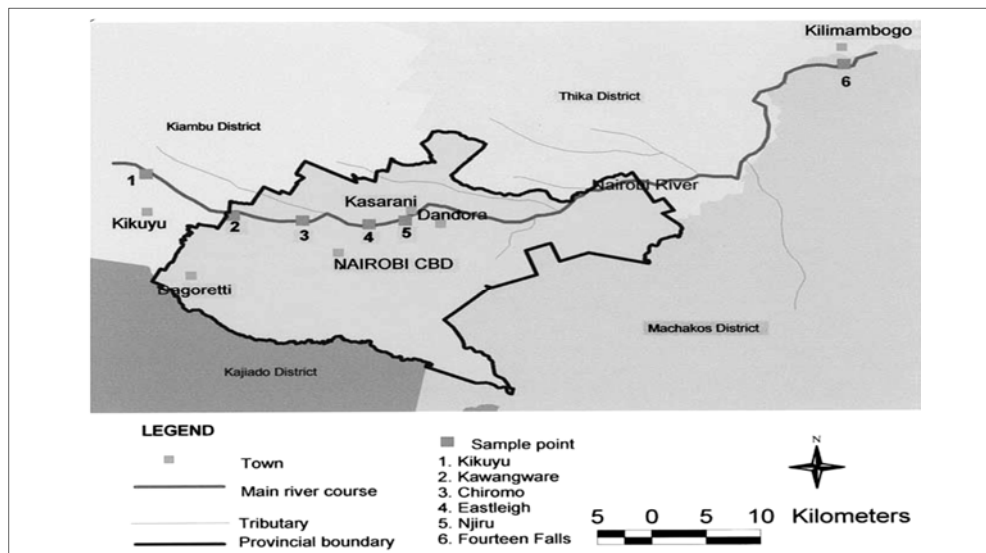 Kilimambogo
6
Thika District
Kiambu District
1
Kasarani
Nairobi River
Kikuyu
2
3
4
5
Dandora
NAIROBI CBD
Dagoretti
Machakos District
Kajiado District
LEGEND
Town
Main river course
Tributary
Provincial boundary
Sample point
1. Kikuyu
2. Kawangware
3. Chiromo
4. Eastleigh
5. Njiru
6. Fourteen Falls
N
5 0 5 10 Kilometers